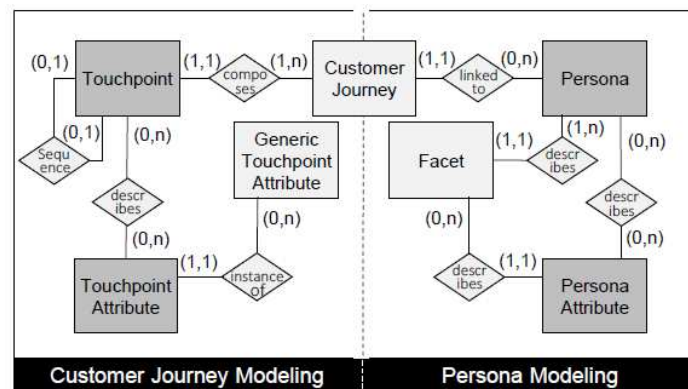 (0,1)
Touchpoint
(1,1)
compo
ses
(1,n)
Customer
Journey
(1,1)
linked
to
(0,n)
Persona
(0,1)
Sequ
ence
(0,n)
Generic
Touchpoint
Attribute
Facet
(1,1)
descr
ibes
(1,n)
(0,n)
descr
ibes
(0,n)
(0,n)
descr
ibes
(0,n)
Touchpoint
Attribute
(1,1)
instance
of
(0,n)
descr
ibes
(1,1)
(0,n)
Persona
Attribute
Customer Journey Modeling
Persona Modeling